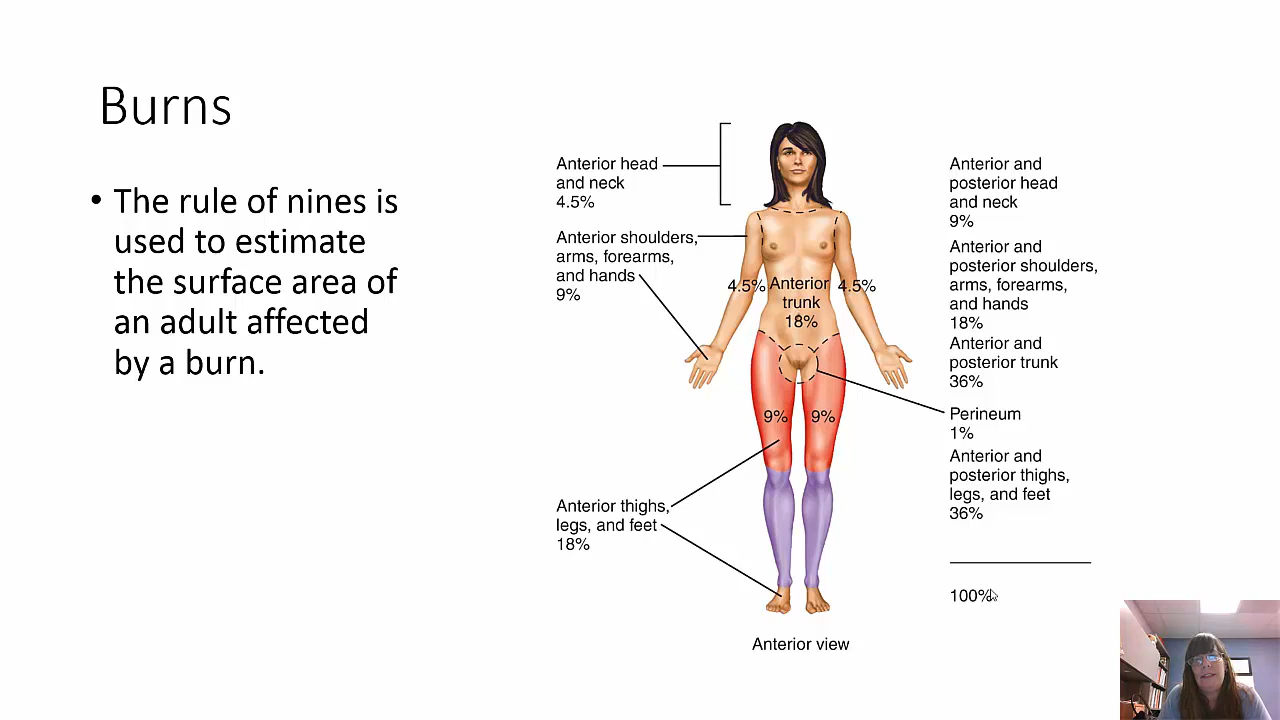 Burns
• The rule of nines is
used to estimate
the surface area of
an adult affected
by a burn.
Anterior head
and neck
4.5%
Anterior shoulders,
arms, forearms,
and hands
9%
4.5%
Anterior
trunk
18%
4.5%
9%
9%
Anterior thighs,
legs, and feet
18%
Anterior view
Anterior and
posterior head
and neck
9%
Anterior and
posterior shoulders,
arms, forearms,
and hands
18%
Anterior and
posterior trunk
36%
Perineum
1%
Anterior and
posterior thighs,
legs, and feet
36%
100%